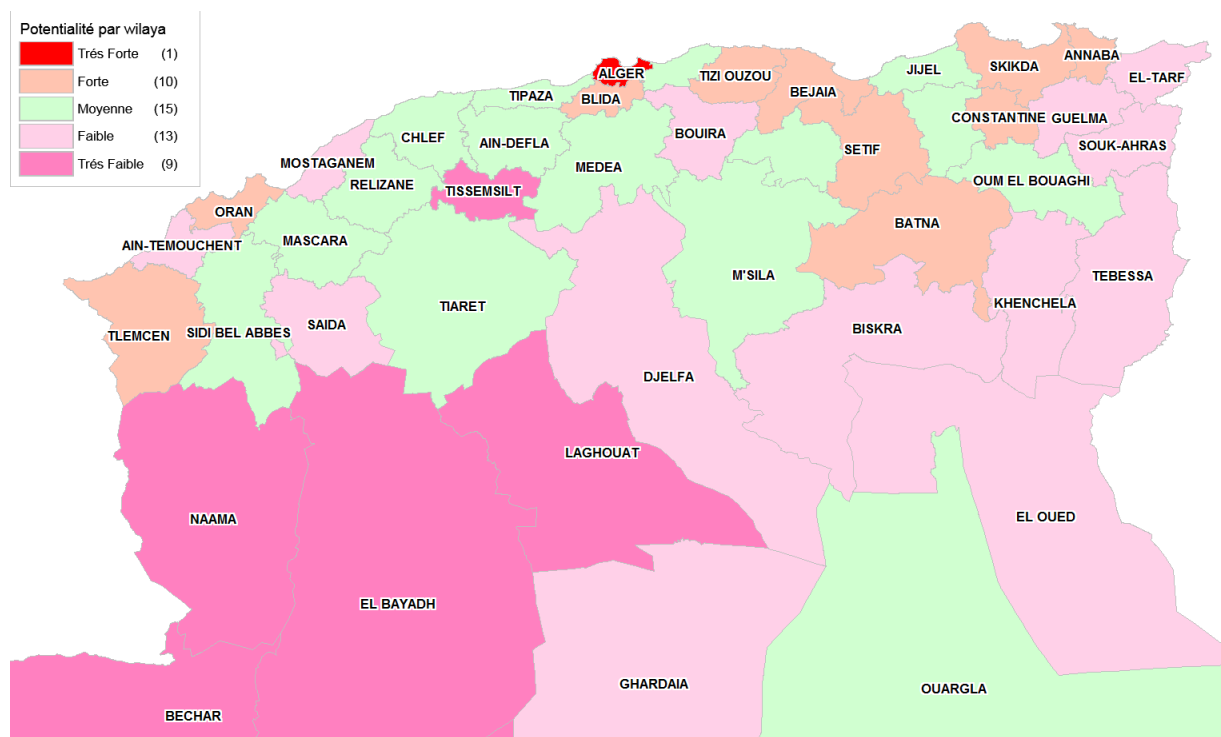 Potentialité par wilaya
Trés Forte (1)
Forte (10)
Moyenne (15)
Faible (13)
Trés Faible (9)
ALGER
TIZI OUZOU
BEJAIA
JIJEL
SKIKDA
ANNABA
EL-TARF
TIPAZA
BLIDA
BOUIRA
CONSTANTINE
GUELMA
CHLEF
AIN-DEFLA
MEDEA
SETIF
SOUK-AHRAS
MOSTAGANEM
RELIZANE
TISSEMSILT
OUM EL BOUAGHI
ORAN
MASCARA
BATNA
AIN-TEMOUCHENT
M'SILA
TEBESSA
TLEMCEN
SIDI BEL ABBES
SAIDA
TIARET
BISKRA
KHENCHELA
DJELFA
LAGHOUAT
NAAMA
EL OUED
EL BAYADH
GHARDAIA
OUARGLA
BECHAR